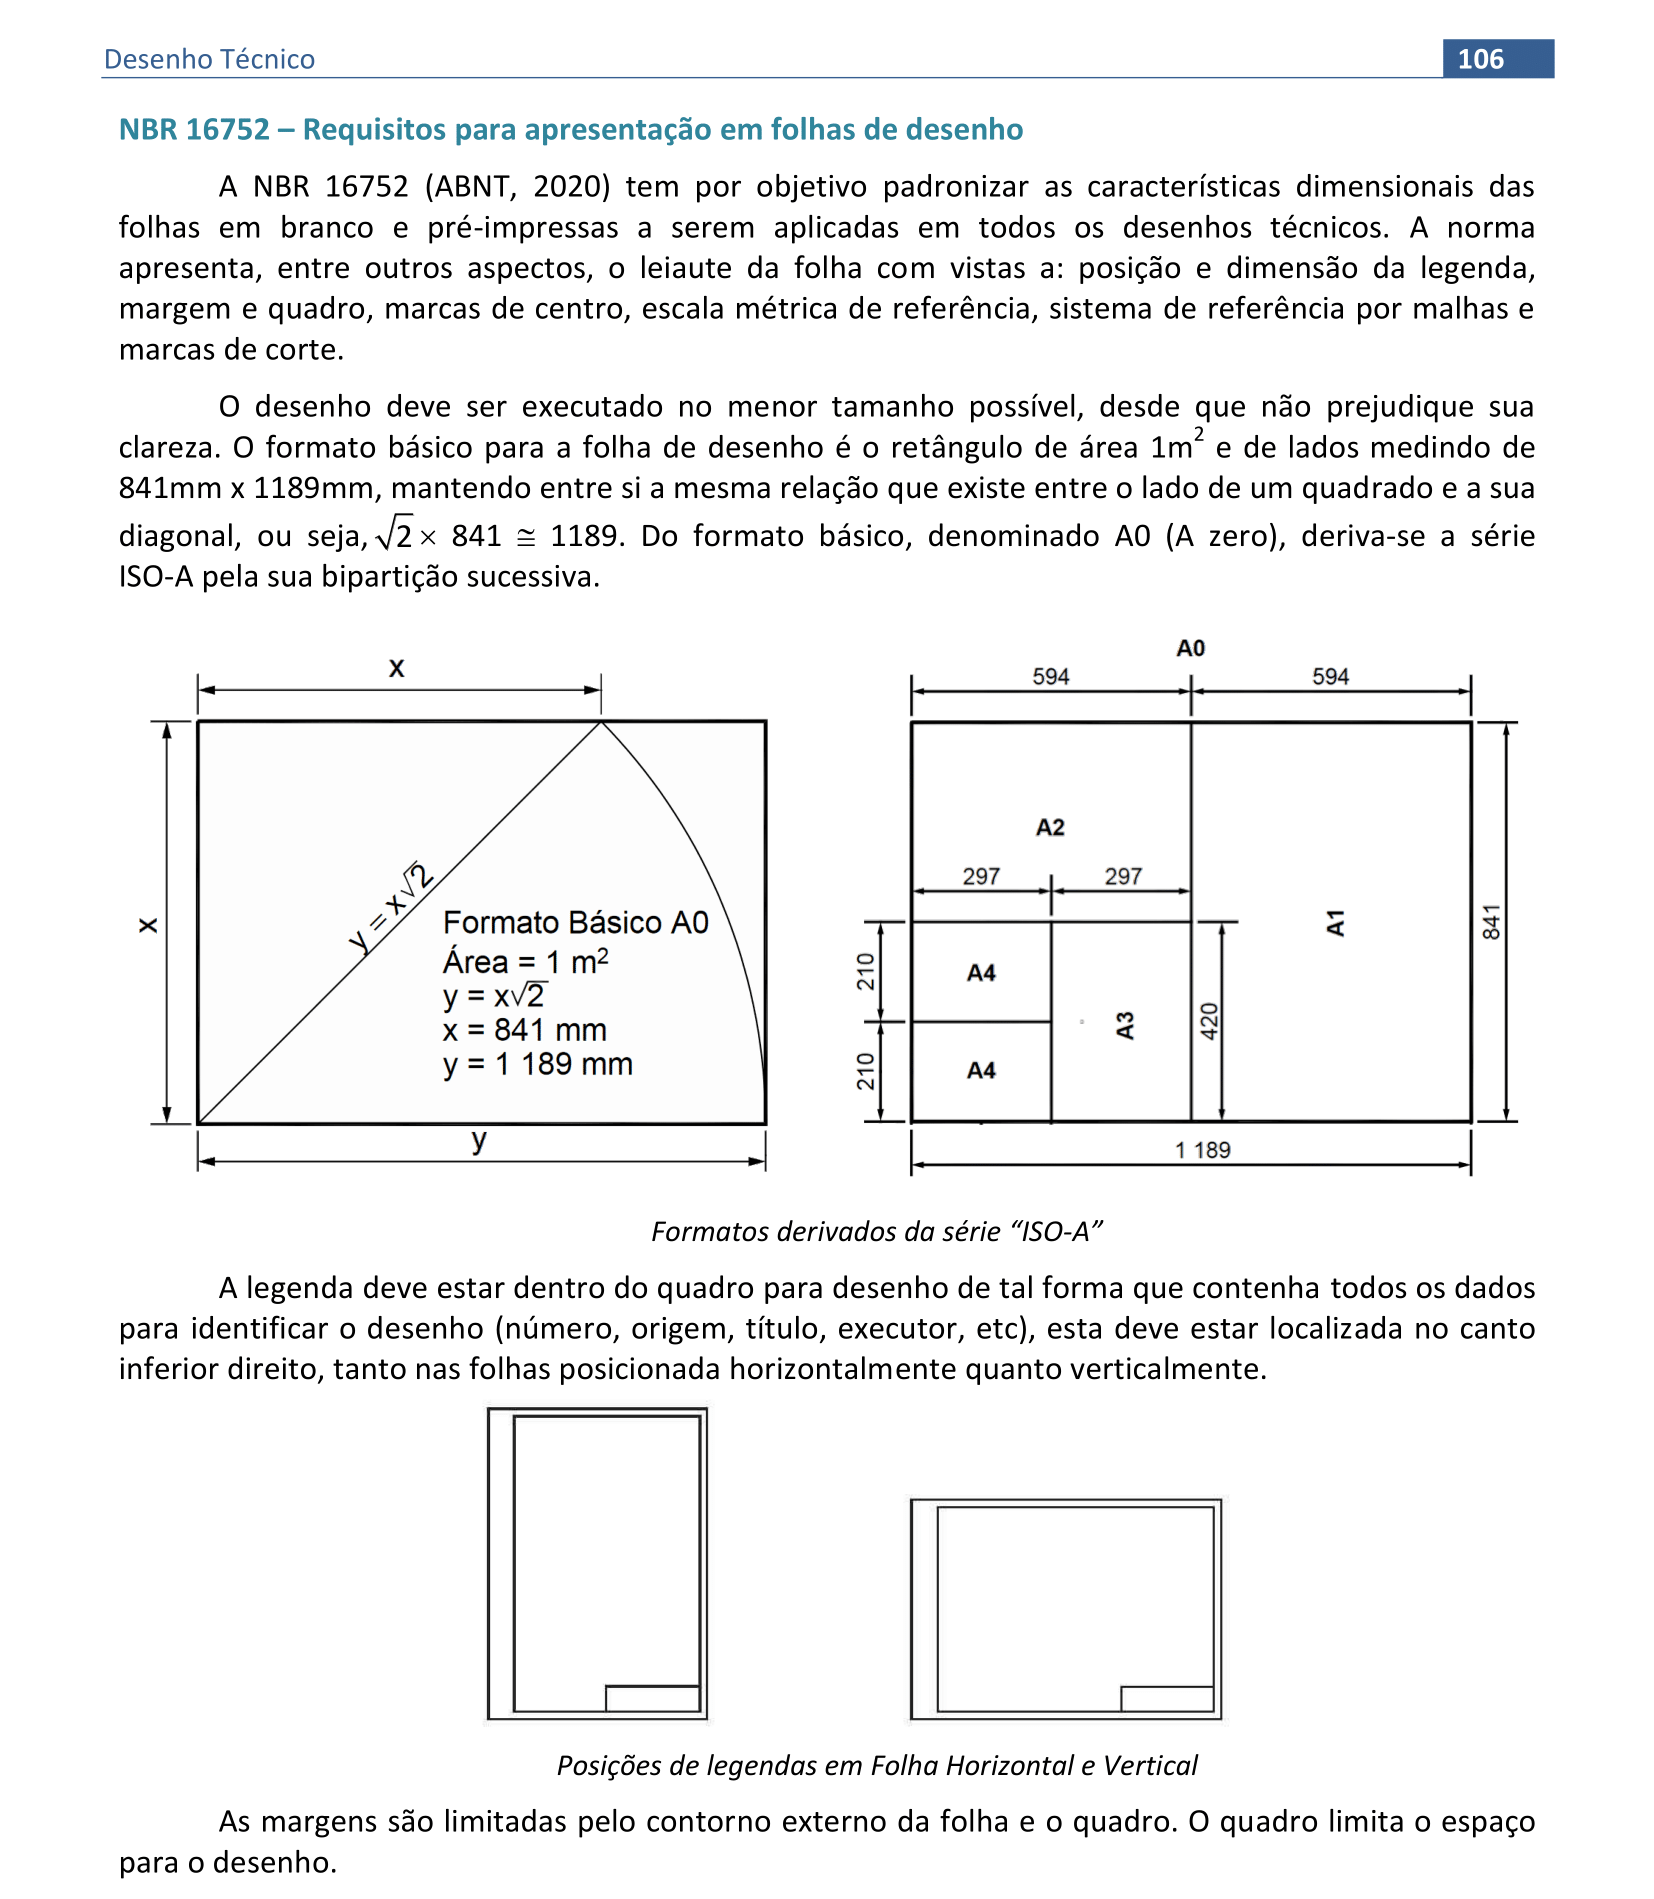 Desenho Técnico 106
NBR 16752 – Requisitos para apresentação em folhas de desenho
A NBR 16752 (ABNT, 2020) tem por objetivo padronizar as características dimensionais das
folhas em branco e pré-impressas a serem aplicadas em todos os desenhos técnicos. A norma
apresenta, entre outros aspectos, o leiaute da folha com vistas a: posição e dimensão da legenda,
margem e quadro, marcas de centro, escala métrica de referência, sistema de referência por malhas e
marcas de corte.
O desenho deve ser executado no menor tamanho possível, desde que não prejudique sua
clareza. O formato básico para a folha de desenho é o retângulo de área 1m² e de lados medindo de
841mm x 1189mm, mantendo entre si a mesma relação que existe entre o lado de um quadrado e a sua
diagonal, ou seja, √2 × 841 ≅ 1189. Do formato básico, denominado A0 (A zero), deriva-se a série
ISO-A pela sua bipartição sucessiva.
x
x
y = x√2
Formato Básico A0
Área = 1 m²
y = x√2
x = 841 mm
y = 1 189 mm
y
A0
594 594
A2
297 297
A1
841
210
A4
A3
420
210
A4
1 189
Formatos derivados da série “ISO-A”
A legenda deve estar dentro do quadro para desenho de tal forma que contenha todos os dados
para identificar o desenho (número, origem, título, executor, etc), esta deve estar localizada no canto
inferior direito, tanto nas folhas posicionada horizontalmente quanto verticalmente.
Posições de legendas em Folha Horizontal e Vertical
As margens são limitadas pelo contorno externo da folha e o quadro. O quadro limita o espaço
para o desenho.